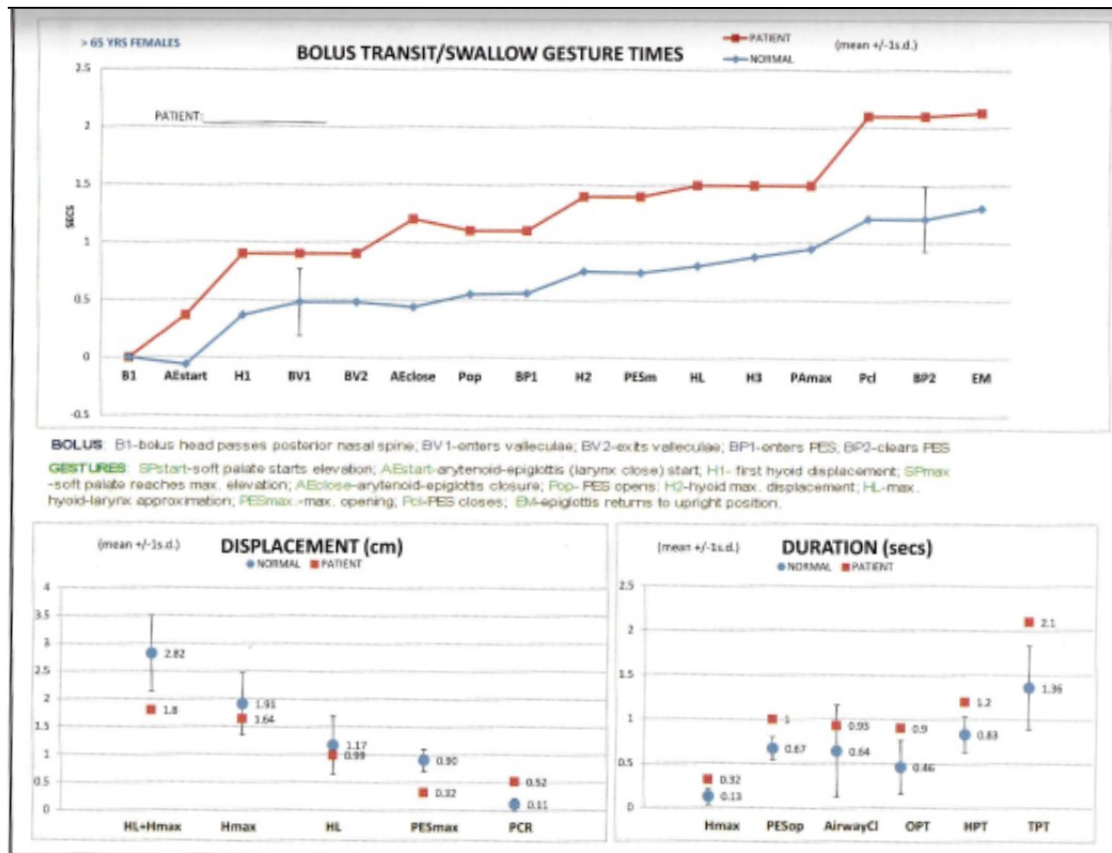 > 65 YRS FEMALES
BOLUS TRANSIT/SWALLOW GESTURE TIMES
PATIENT
NORMAL
(mean +/-1s.d.)
PATIENT:
SECS
2.5
2
1.5
1
0.5
0
-0.5
B1 AEstart H1 BV1 BV2 AEclose Pop BP1 H2 PESm HL H3 PAmax Pcl BP2 EM
BOLUS: B1-bolus head passes posterior nasal spine; BV1-enters valleculae; BV2-exits valleculae; BP1-enters PES; BP2-clears PES
GESTURES: SPstart-soft palate starts elevation; AEstart-arytenoid-epiglottis (larynx close) start; H1- first hyoid displacement; SPmax
-soft palate reaches max. elevation; AEclose-arytenoid-epiglottis closure; Pop- PES opens; H2-hyoid max. displacement; HL-max.
hyoid-larynx approximation; PESmax.-max. opening; Pcl-PES closes; EM-epiglottis returns to upright position.
(mean +/-1s.d.)
DISPLACEMENT (cm)
NORMAL PATIENT
4
3.5
3
2.5
2
1.5
1
0.5
0
2.82
1.8
1.91
1.64
1.17
0.99
0.90
0.32
0.52
0.11
HL+Hmax Hmax HL PESmax PCR
(mean +/-1s.d.)
DURATION (secs)
NORMAL PATIENT
2.5
2
1.5
1
0.5
0
0.32
0.13
1
0.67
0.93
0.64
0.9
0.46
1.2
0.83
2.1
1.36
Hmax PESop AirwayCl OPT HPT TPT